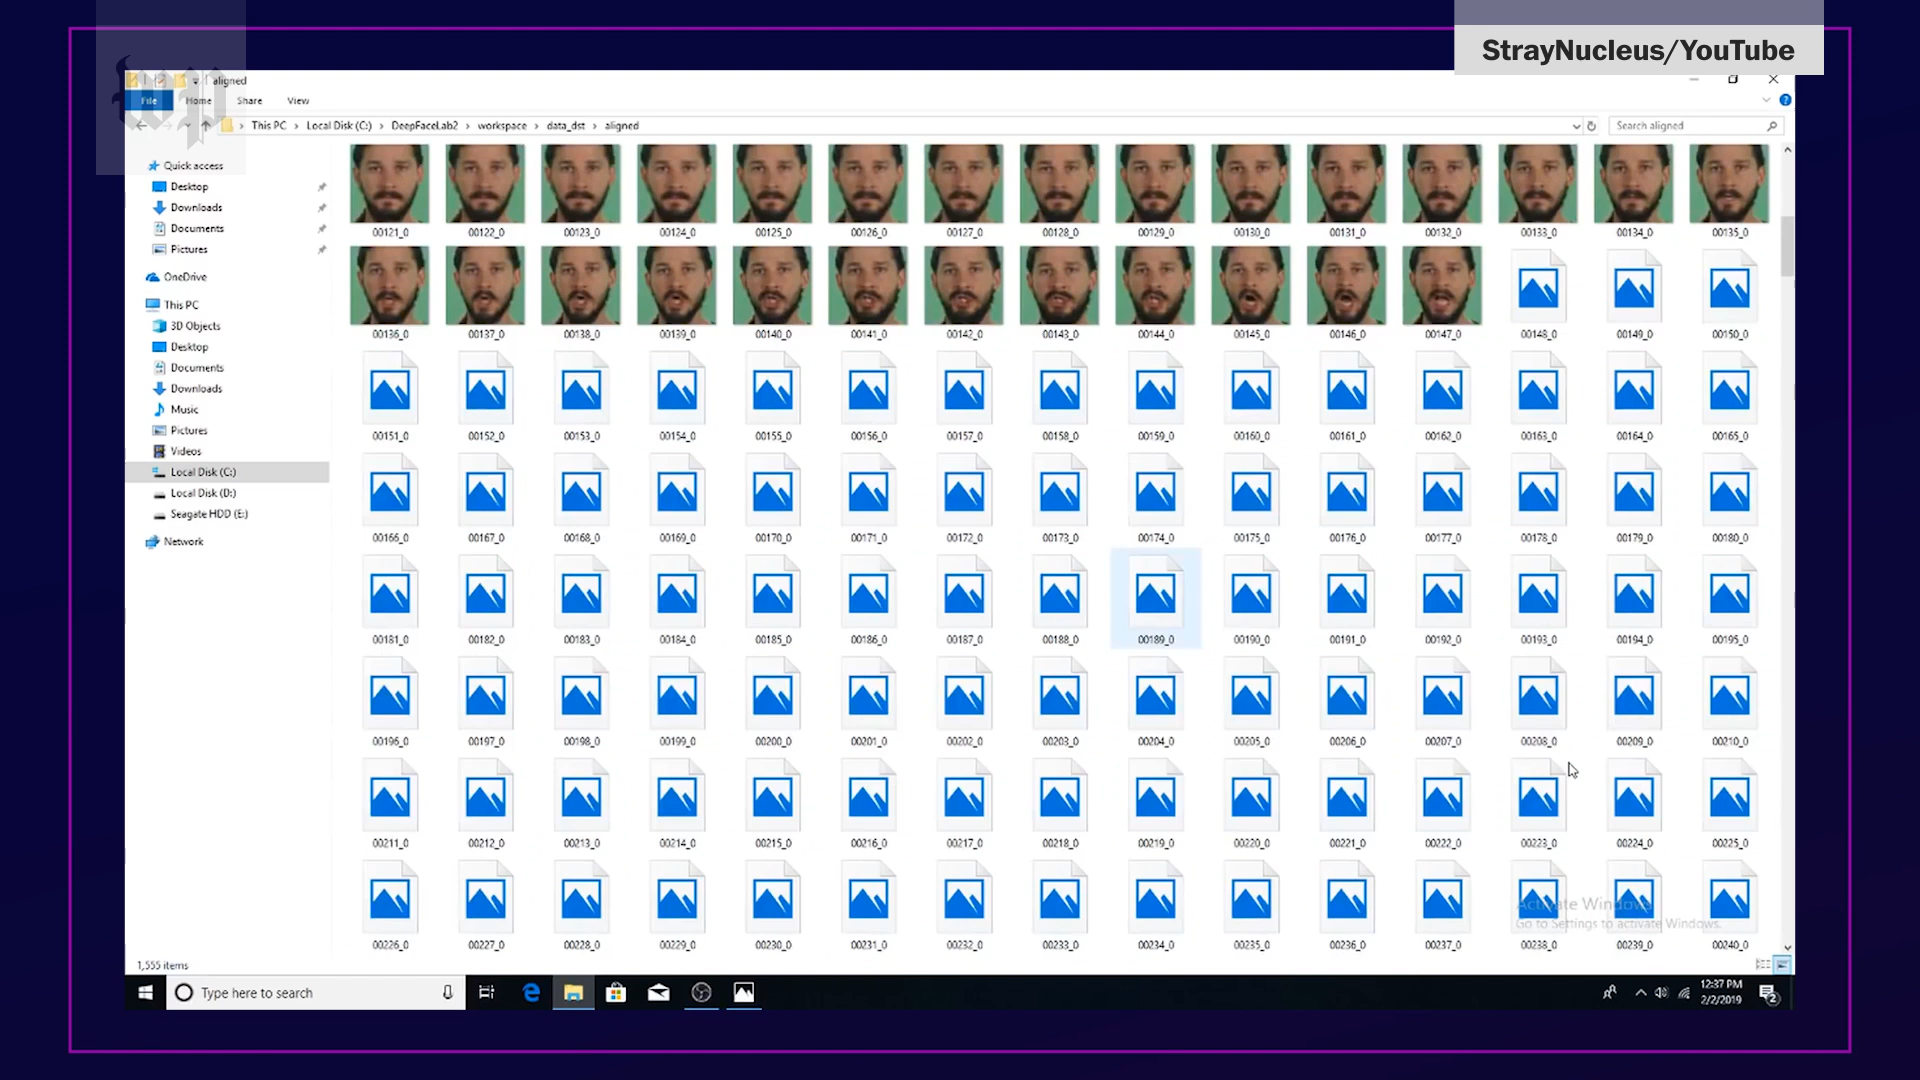 StrayNucleus/YouTube
wp
aligned
File Home Share View
This PC Local Disk (C:) DeepFaceLab2 workspace data_dst aligned
Search aligned
Quick access
Desktop
Downloads
Documents
Pictures
OneDrive
This PC
3D Objects
Desktop
Documents
Downloads
Music
Pictures
Videos
Local Disk (C:)
Local Disk (D:)
Seagate HDD (E:)
Network
00121_0 00122_0 00123_0 00124_0 00125_0 00126_0 00127_0 00128_0 00129_0 00130_0 00131_0 00132_0 00133_0 00134_0 00135_0
00136_0 00137_0 00138_0 00139_0 00140_0 00141_0 00142_0 00143_0 00144_0 00145_0 00146_0 00147_0 00148_0 00149_0 00150_0
00151_0 00152_0 00153_0 00154_0 00155_0 00156_0 00157_0 00158_0 00159_0 00160_0 00161_0 00162_0 00163_0 00164_0 00165_0
00166_0 00167_0 00168_0 00169_0 00170_0 00171_0 00172_0 00173_0 00174_0 00175_0 00176_0 00177_0 00178_0 00179_0 00180_0
00181_0 00182_0 00183_0 00184_0 00185_0 00186_0 00187_0 00188_0 00189_0 00190_0 00191_0 00192_0 00193_0 00194_0 00195_0
00196_0 00197_0 00198_0 00199_0 00200_0 00201_0 00202_0 00203_0 00204_0 00205_0 00206_0 00207_0 00208_0 00209_0 00210_0
00211_0 00212_0 00213_0 00214_0 00215_0 00216_0 00217_0 00218_0 00219_0 00220_0 00221_0 00222_0 00223_0 00224_0 00225_0
00226_0 00227_0 00228_0 00229_0 00230_0 00231_0 00232_0 00233_0 00234_0 00235_0 00236_0 00237_0 00238_0 00239_0 00240_0
Activate Windows
Go to Settings to activate Windows.
1,555 items
Type here to search
12:37 PM
2/2/2019
2